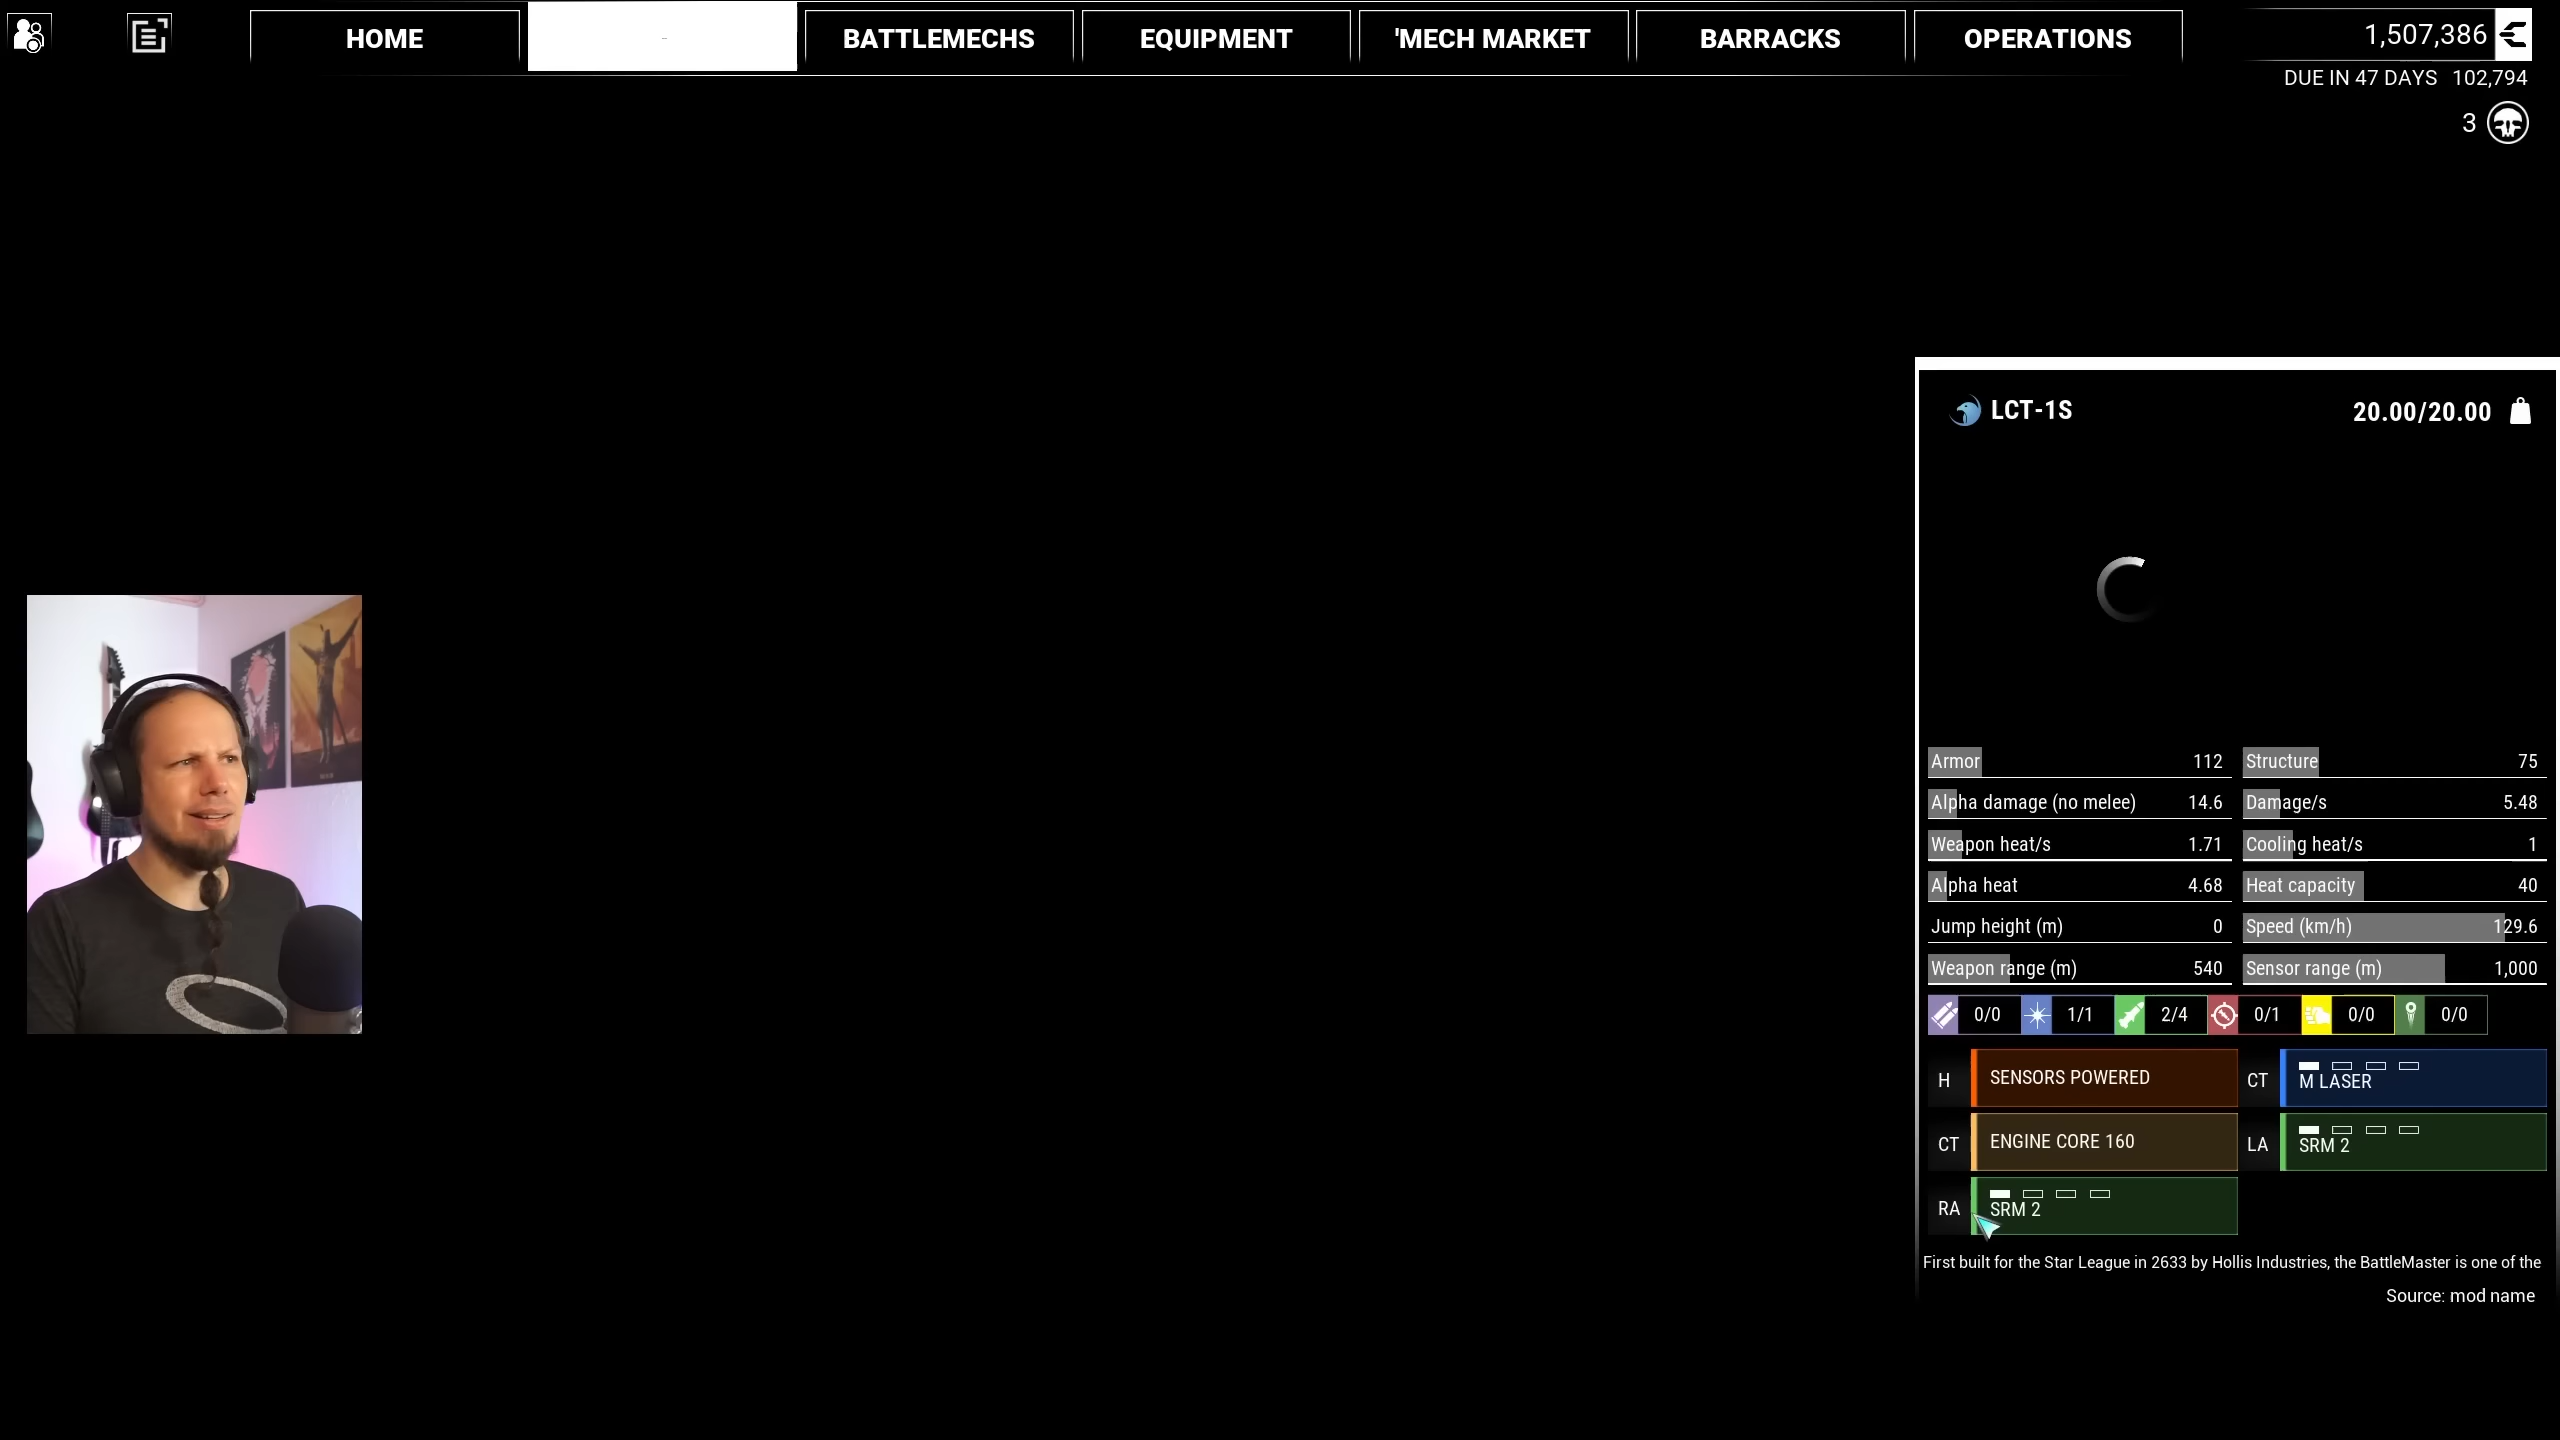 HOME
BATTLEMECHS
EQUIPMENT
'MECH MARKET
BARRACKS
OPERATIONS
1,507,386
DUE IN 47 DAYS 102,794
3
LCT-1S
20.00/20.00
Armor 112
Structure 75
Alpha damage (no melee) 14.6
Damage/s 5.48
Weapon heat/s 1.71
Cooling heat/s 1
Alpha heat 4.68
Heat capacity 40
Jump height (m) 0
Speed (km/h) 129.6
Weapon range (m) 540
Sensor range (m) 1,000
0/0 1/1 2/4 0/1 0/0 0/0
H SENSORS POWERED
CT M LASER
CT ENGINE CORE 160
LA SRM 2
RA SRM 2
First built for the Star League in 2633 by Hollis Industries, the BattleMaster is one of the
Source: mod name